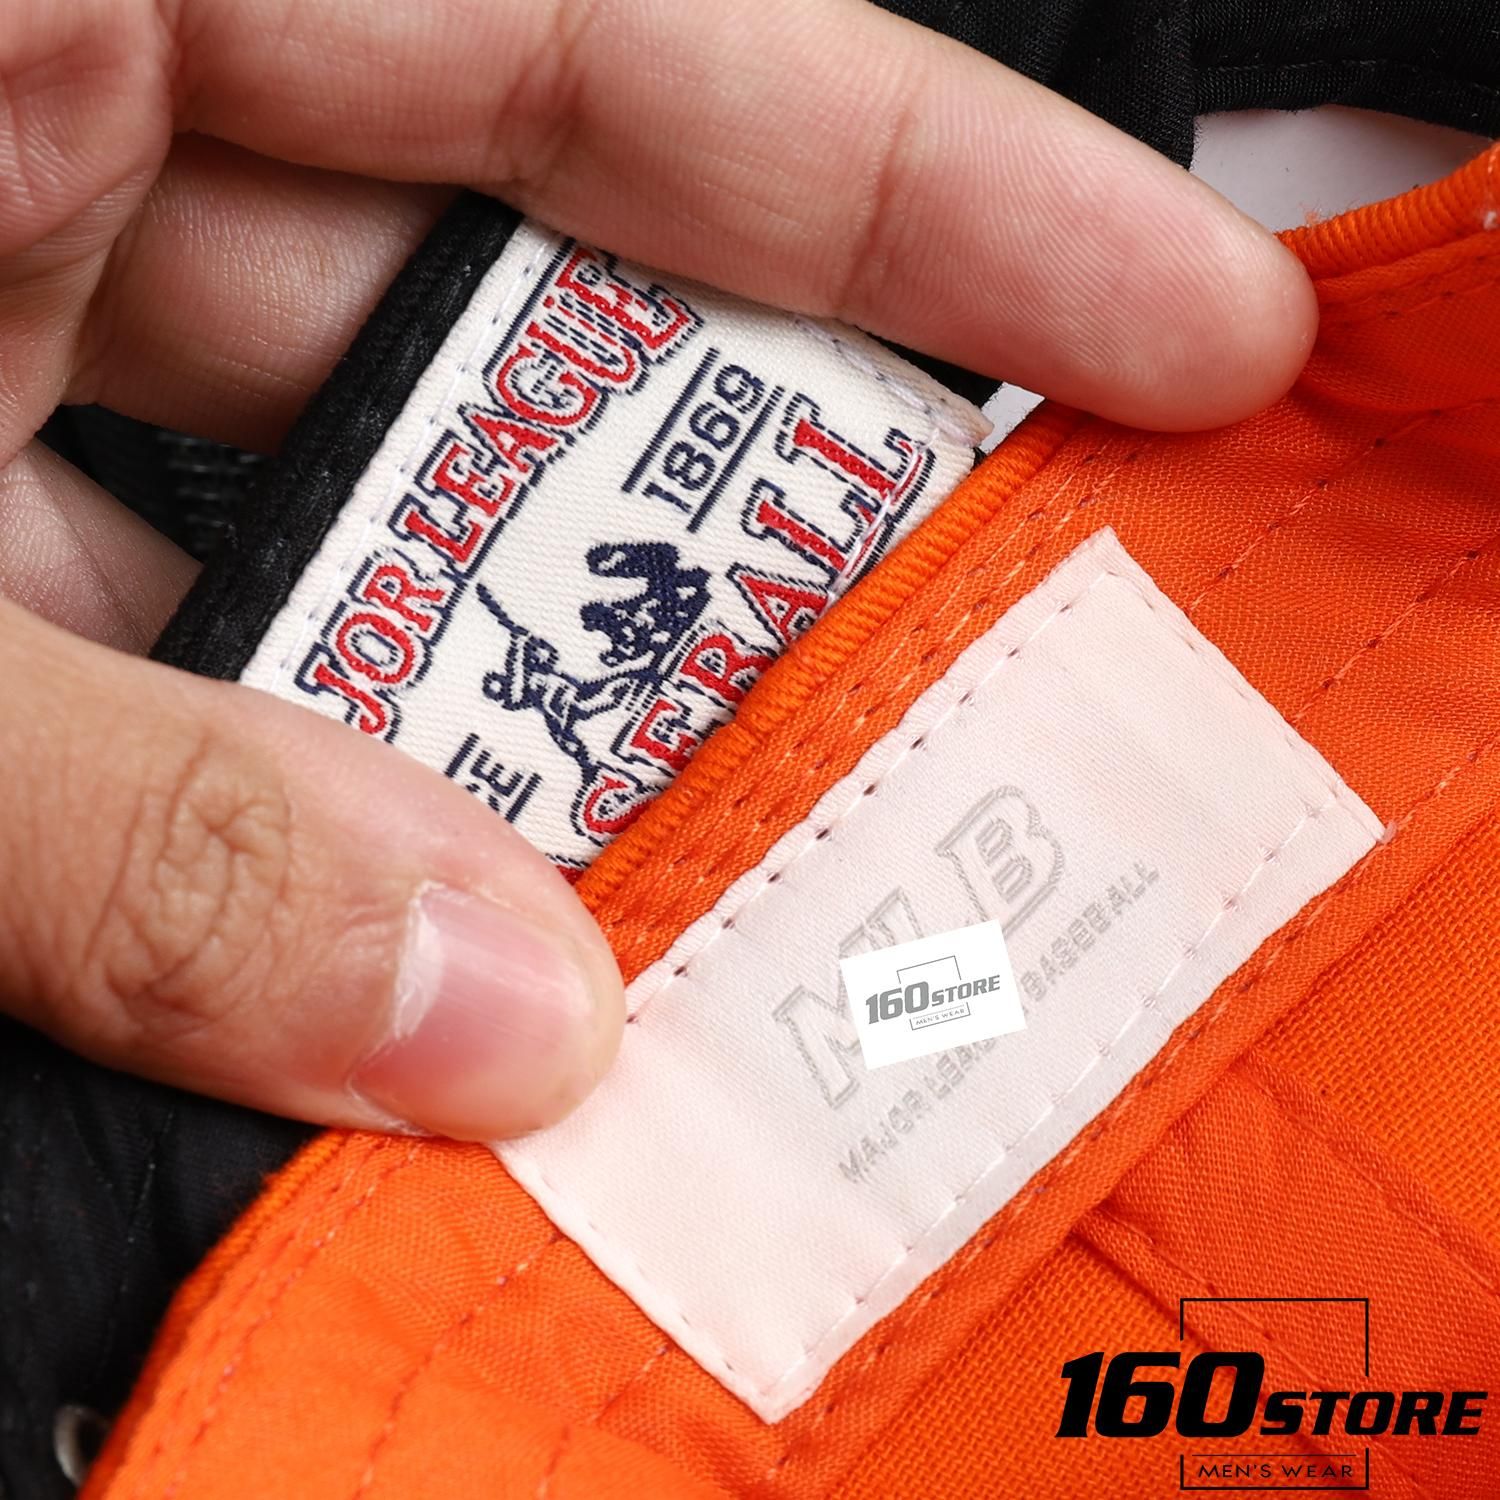 JOR LEAGUE
1869
SEBALL
MLB
MAJOR LEAGUE BASEBALL
160STORE
MEN'S WEAR
160STORE
MEN'S WEAR